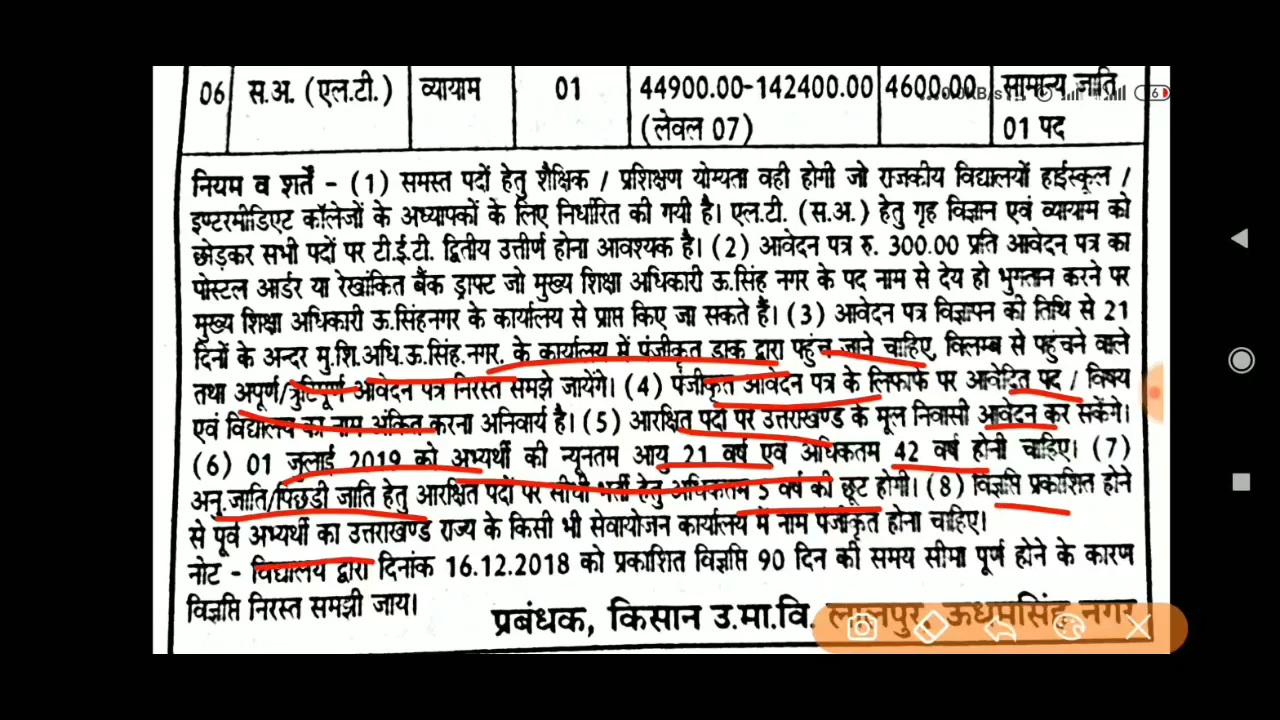 06 स.अ. (एल.टी.) व्यायाम 01 44900.00-142400.00 4600.00 सामान्य जाति
(लेवल 07) 01 पद
नियम व शर्ते - (1) समस्त पदों हेतु शैक्षिक / प्रशिक्षण योग्यता वही होगी जो राजकीय विद्यालयों हाईस्कूल /
इण्टरमीडिएट कॉलेजों के अध्यापकों के लिए निर्धारित की गयी है। एल.टी. (स.अ.) हेतु गृह विज्ञान एवं व्यायाम को
छोड़कर सभी पदों पर टी.ई.टी. द्वितीय उत्तीर्ण होना आवश्यक है। (2) आवेदन पत्र रु. 300.00 प्रति आवेदन पत्र का
पोस्टल आर्डर या रेखांकित बैंक ड्राफ्ट जो मुख्य शिक्षा अधिकारी ऊ.सिंह नगर के पद नाम से देय हो भुगतान करने पर
मुख्य शिक्षा अधिकारी ऊ.सिंहनगर के कार्यालय से प्राप्त किए जा सकते हैं। (3) आवेदन पत्र विज्ञापन की तिथि से 21
दिनों के अन्दर मु.शि.अधि.ऊ.सिंह.नगर. के कार्यालय में पंजीकृत डाक द्वारा पहुंच जाने चाहिए, विलम्ब से पहुंचने वाले
तथा अपूर्ण/त्रुटिपूर्ण आवेदन पत्र निरस्त समझे जायेंगे। (4) पंजीकृत आवेदन पत्र के लिफाफे पर आवेदित पद / विषय
एवं विद्यालय का नाम अंकित करना अनिवार्य है। (5) आरक्षित पदों पर उत्तराखण्ड के मूल निवासी आवेदन कर सकेंगे।
(6) 01 जुलाई 2019 को अभ्यर्थी की न्यूनतम आयु 21 वर्ष एवं अधिकतम 42 वर्ष होनी चाहिए। (7)
अनु.जाति/पिछडी जाति हेतु आरक्षित पदों पर सीधी भर्ती हेतु अधिकतम 5 वर्ष की छूट होगी। (8) विज्ञप्ति प्रकाशित होने
से पूर्व अभ्यर्थी का उत्तराखण्ड राज्य के किसी भी सेवायोजन कार्यालय में नाम पंजीकृत होना चाहिए।
नोट - विद्यालय द्वारा दिनांक 16.12.2018 को प्रकाशित विज्ञप्ति 90 दिन की समय सीमा पूर्ण होने के कारण
विज्ञप्ति निरस्त समझी जाय।
प्रबंधक, किसान उ.मा.वि. लालपुर, ऊधमसिंह नगर